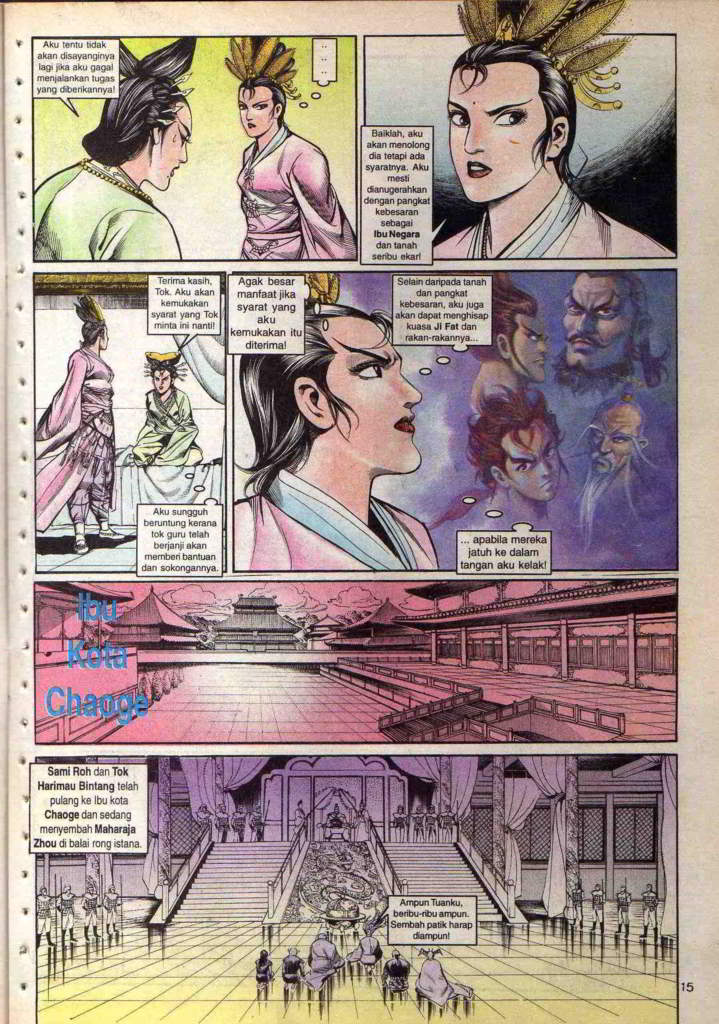 Aku tentu tidak
akan disayanginya
lagi jika aku gagal
menjalankan tugas
yang diberikannya!
...
...
Baiklah, aku
akan menolong
dia tetapi ada
syaratnya. Aku
mesti
dianugerahkan
dengan pangkat
kebesaran
sebagai
Ibu Negara
dan tanah
seribu ekar!
Terima kasih,
Tok. Aku akan
kemukakan
syarat yang Tok
minta ini nanti!
Aku sungguh
beruntung kerana
tok guru telah
berjanji akan
memberi bantuan
dan sokongannya.
Agak besar
manfaat jika
syarat yang
aku
kemukakan itu
diterima!
Selain daripada tanah
dan pangkat
kebesaran, aku juga
akan dapat menghisap
kuasa Ji Fat dan
rakan-rakannya...
... apabila mereka
jatuh ke dalam
tangan aku kelak!
Ibu
Kota
Chaoge
Sami Roh dan Tok
Harimau Bintang telah
pulang ke Ibu kota
Chaoge dan sedang
menyembah Maharaja
Zhou di balai rong istana.
Ampun Tuanku,
beribu-ribu ampun.
Sembah patik harap
diampun!
15